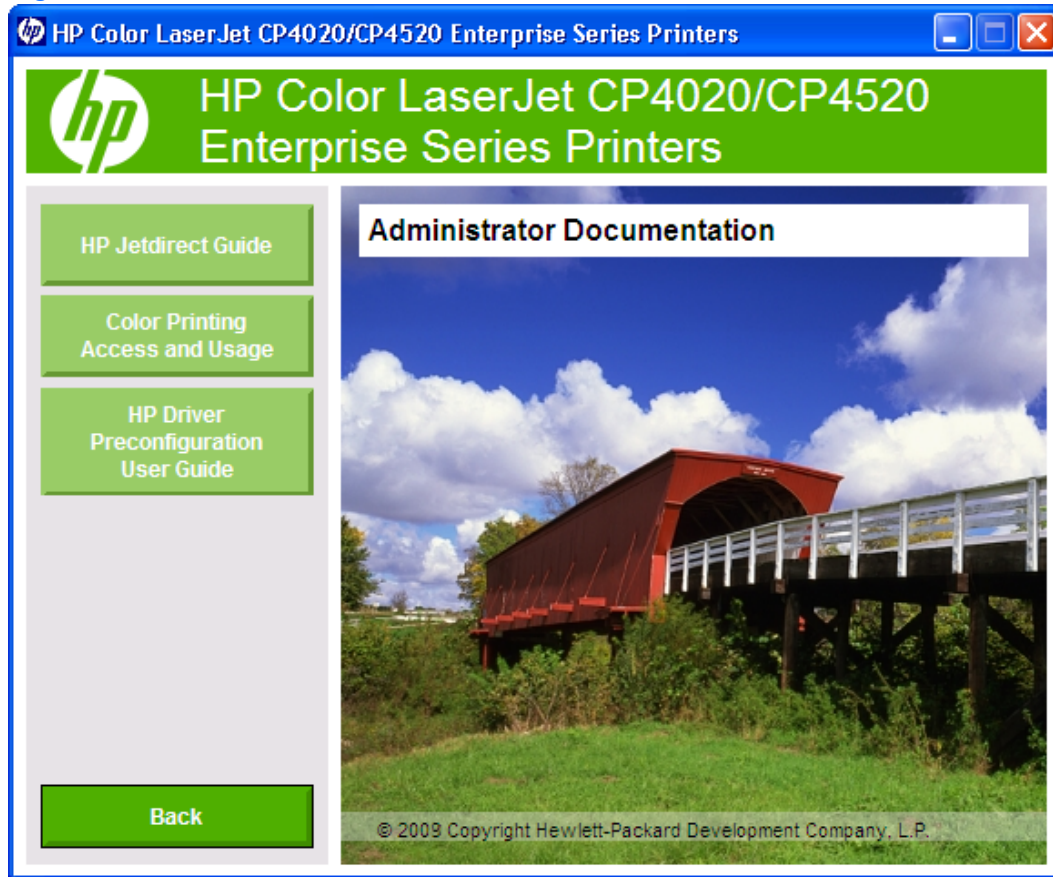 HP Color LaserJet CP4020/CP4520 Enterprise Series Printers
hp
HP Color LaserJet CP4020/CP4520
Enterprise Series Printers
HP Jetdirect Guide
Color Printing
Access and Usage
HP Driver
Preconfiguration
User Guide
Back
Administrator Documentation
© 2009 Copyright Hewlett-Packard Development Company, L.P.